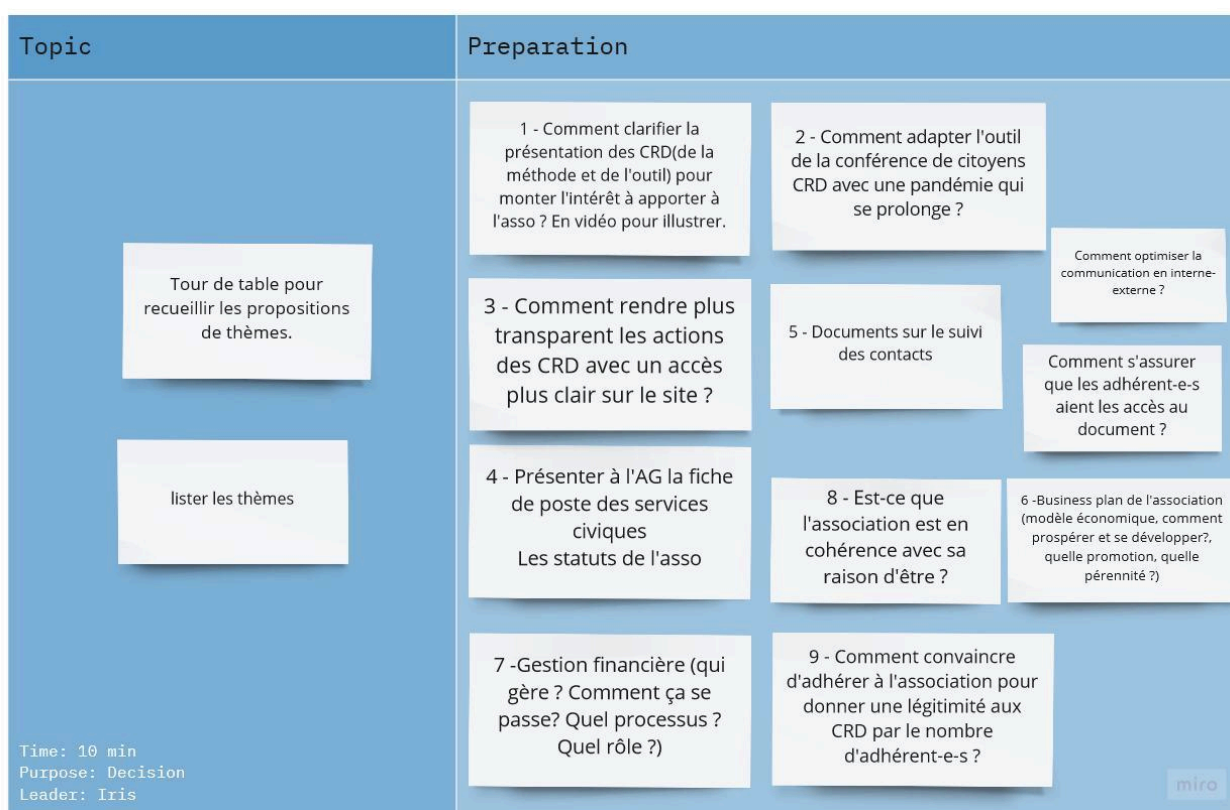 Topic
Preparation
Tour de table pour
recueillir les propositions
de thèmes.
lister les thèmes
Time: 10 min
Purpose: Decision
Leader: Iris
1 - Comment clarifier la
présentation des CRD(de la
méthode et de l'outil) pour
monter l'intérêt à apporter à
l'asso ? En vidéo pour illustrer.
2 - Comment adapter l'outil
de la conférence de citoyens
CRD avec une pandémie qui
se prolonge ?
Comment optimiser la
communication en interne-
externe ?
3 - Comment rendre plus
transparent les actions
des CRD avec un accès
plus clair sur le site ?
5 - Documents sur le suivi
des contacts
Comment s'assurer
que les adhérent-e-s
aient les accès au
document ?
4 - Présenter à l'AG la fiche
de poste des services
civiques
Les statuts de l'asso
8 - Est-ce que
l'association est en
cohérence avec sa
raison d'être ?
6 -Business plan de l'association
(modèle économique, comment
prospérer et se développer?,
quelle promotion, quelle
pérennité ?)
7 -Gestion financière (qui
gère ? Comment ça se
passe? Quel processus ?
Quel rôle ?)
9 - Comment convaincre
d'adhérer à l'association pour
donner une légitimité aux
CRD par le nombre
d'adhérent-e-s ?
miro